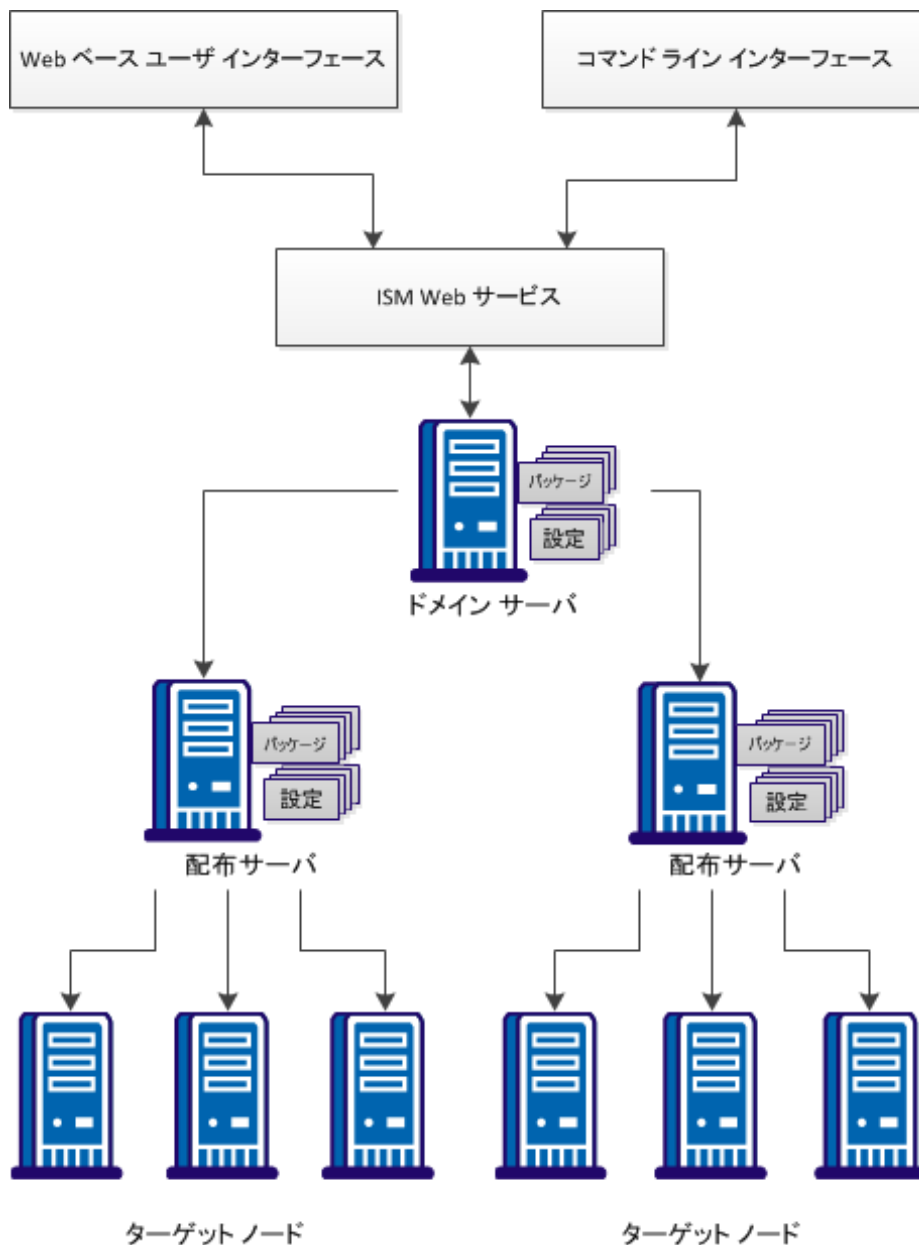 Web ベース ユーザ インターフェース
コマンド ライン インターフェース
ISM Web サービス
パッケージ
設定
ドメイン サーバ
パッケージ
設定
パッケージ
設定
配布サーバ
配布サーバ
ターゲット ノード
ターゲット ノード